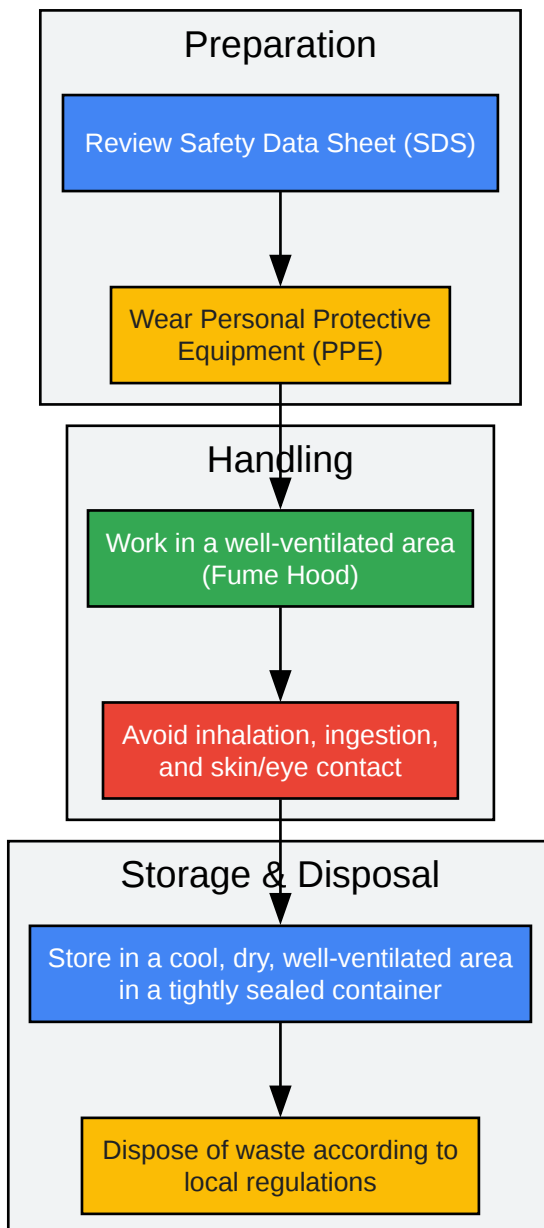 Preparation
Review Safety Data Sheet (SDS)
Wear Personal Protective
Equipment (PPE)
Handling
Work in a well-ventilated area
(Fume Hood)
Avoid inhalation, ingestion,
and skin/eye contact
Storage & Disposal
Store in a cool, dry, well-ventilated area
in a tightly sealed container
Dispose of waste according to
local regulations